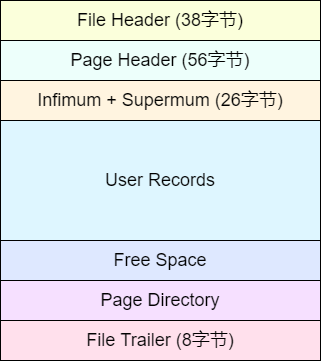 File Header (38字节)
Page Header (56字节)
Infimum + Supermum (26字节)
User Records
Free Space
Page Directory
File Trailer (8字节)